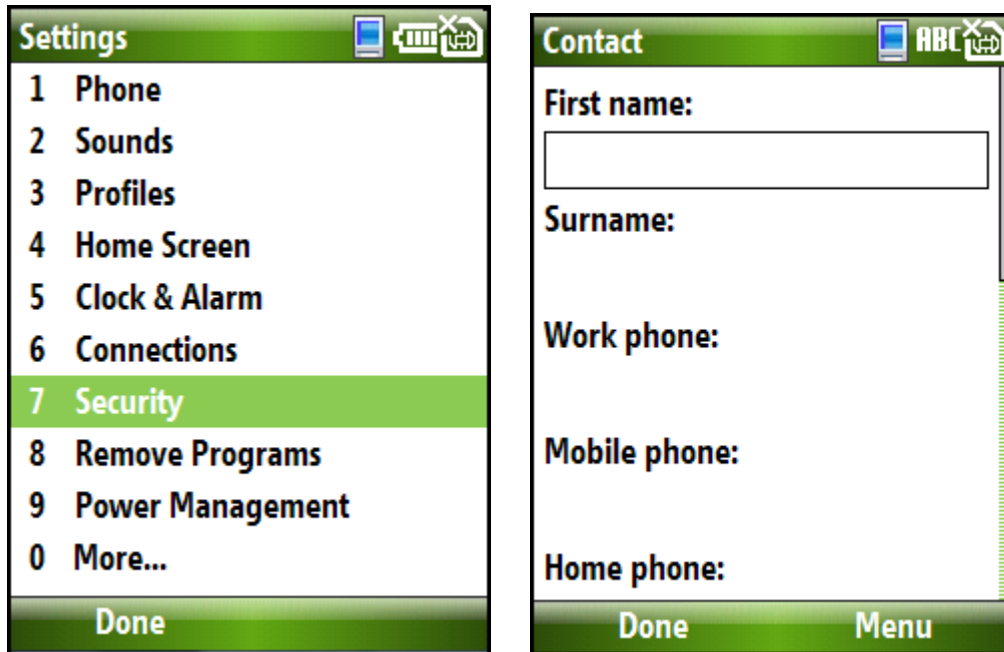 Settings
1 Phone
2 Sounds
3 Profiles
4 Home Screen
5 Clock & Alarm
6 Connections
7 Security
8 Remove Programs
9 Power Management
0 More...
Done
Contact ABC
First name:
Surname:
Work phone:
Mobile phone:
Home phone:
Done Menu